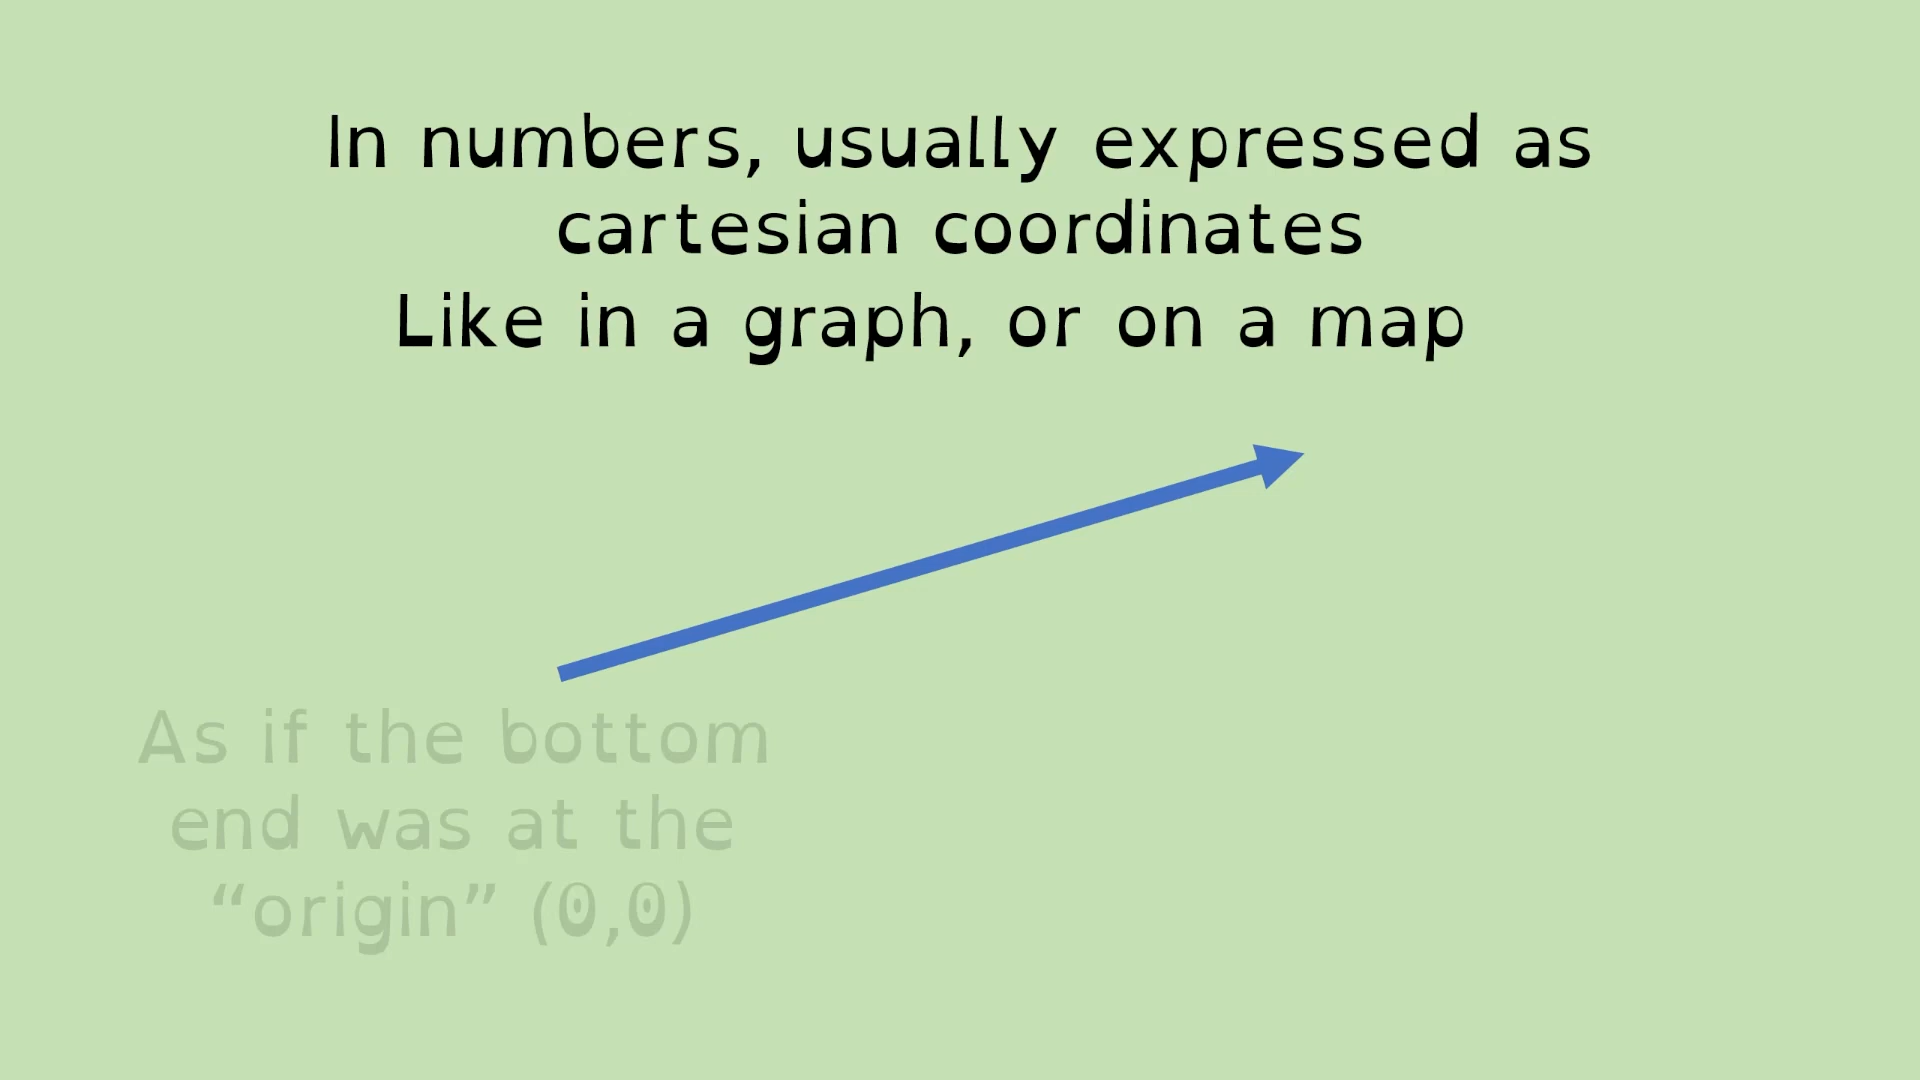 In numbers, usually expressed as
cartesian coordinates
Like in a graph, or on a map
As if the bottom
end was at the
“origin” (0,0)